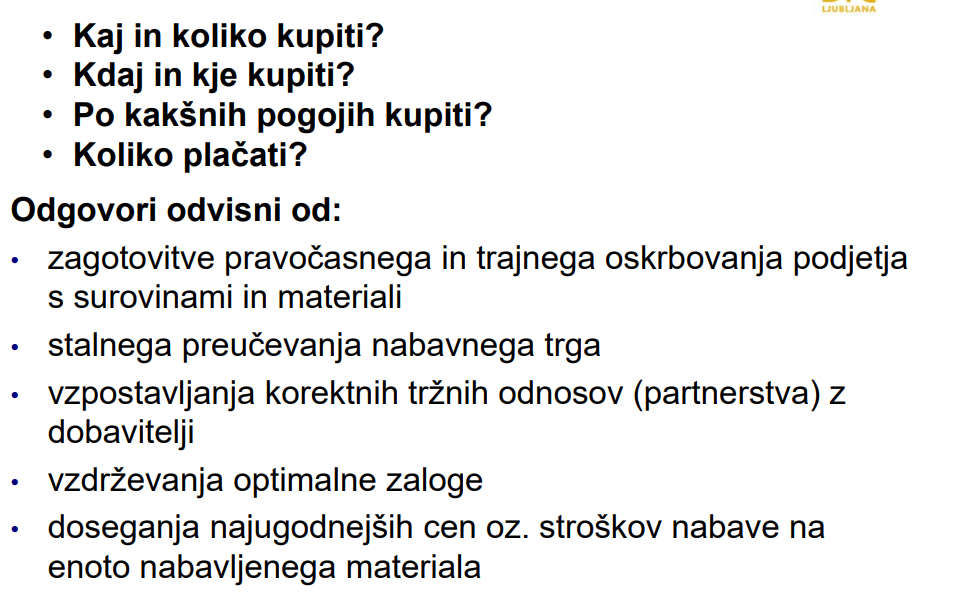 LJUBLJANA
• Kaj in koliko kupiti?
• Kdaj in kje kupiti?
• Po kakšnih pogojih kupiti?
• Koliko plačati?
Odgovori odvisni od:
• zagotovitve pravočasnega in trajnega oskrbovanja podjetja
s surovinami in materiali
• stalnega preučevanja nabavnega trga
• vzpostavljanja korektnih tržnih odnosov (partnerstva) z
dobavitelji
• vzdrževanja optimalne zaloge
• doseganja najugodnejših cen oz. stroškov nabave na
enoto nabavljenega materiala